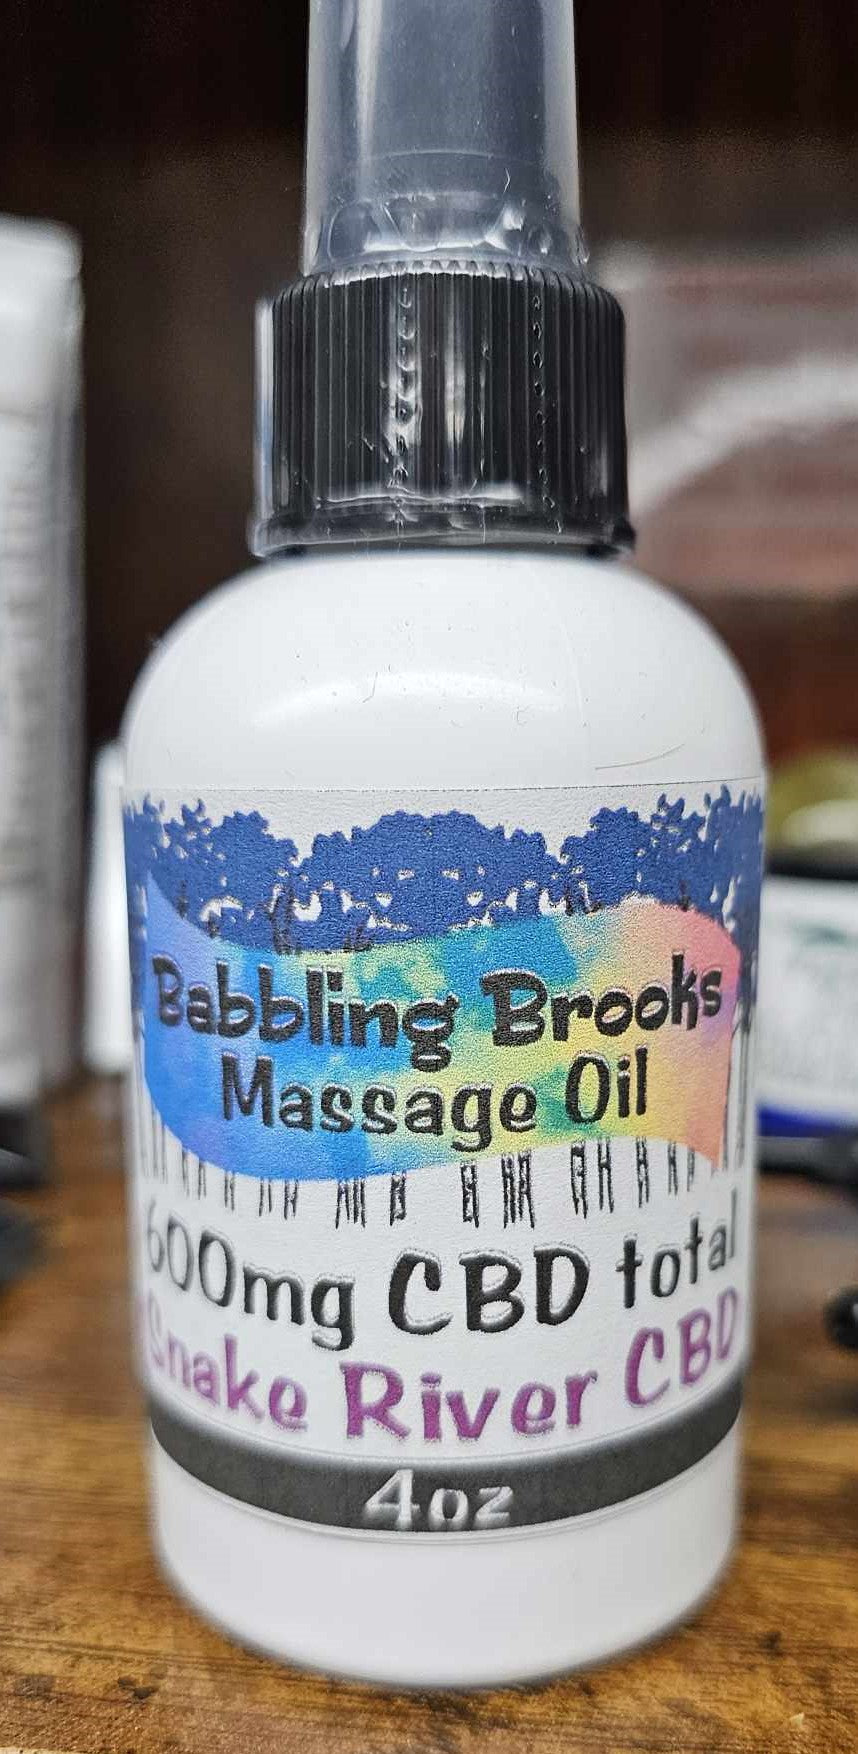 Babbling Brooks
Massage Oil
600mg CBD total
Snake River CBD
4oz